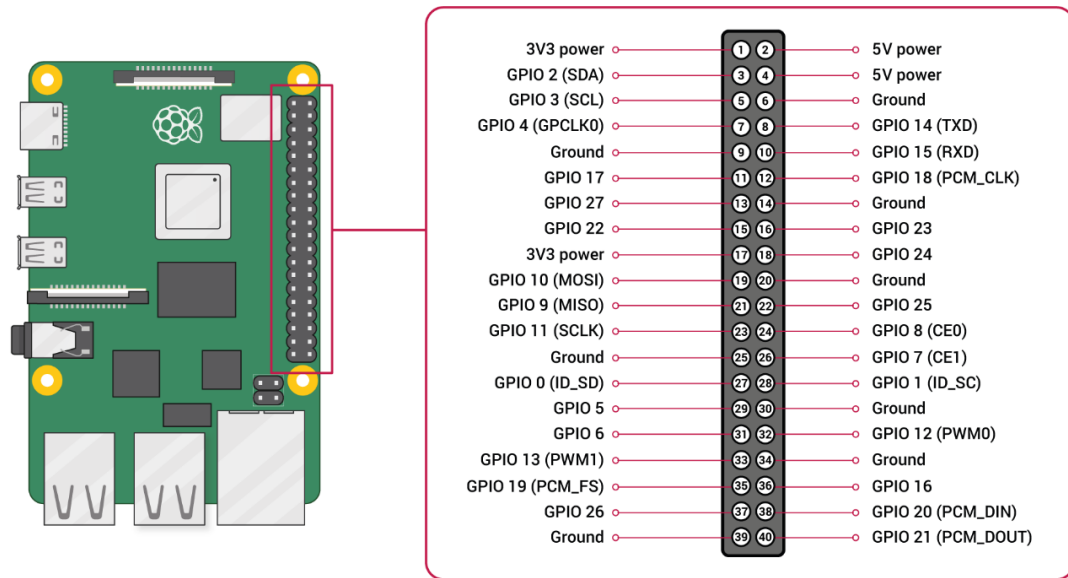 3V3 power 1 2 5V power
GPIO 2 (SDA) 3 4 5V power
GPIO 3 (SCL) 5 6 Ground
GPIO 4 (GPCLK0) 7 8 GPIO 14 (TXD)
Ground 9 10 GPIO 15 (RXD)
GPIO 17 11 12 GPIO 18 (PCM_CLK)
GPIO 27 13 14 Ground
GPIO 22 15 16 GPIO 23
3V3 power 17 18 GPIO 24
GPIO 10 (MOSI) 19 20 Ground
GPIO 9 (MISO) 21 22 GPIO 25
GPIO 11 (SCLK) 23 24 GPIO 8 (CE0)
Ground 25 26 GPIO 7 (CE1)
GPIO 0 (ID_SD) 27 28 GPIO 1 (ID_SC)
GPIO 5 29 30 Ground
GPIO 6 31 32 GPIO 12 (PWM0)
GPIO 13 (PWM1) 33 34 Ground
GPIO 19 (PCM_FS) 35 36 GPIO 16
GPIO 26 37 38 GPIO 20 (PCM_DIN)
Ground 39 40 GPIO 21 (PCM_DOUT)